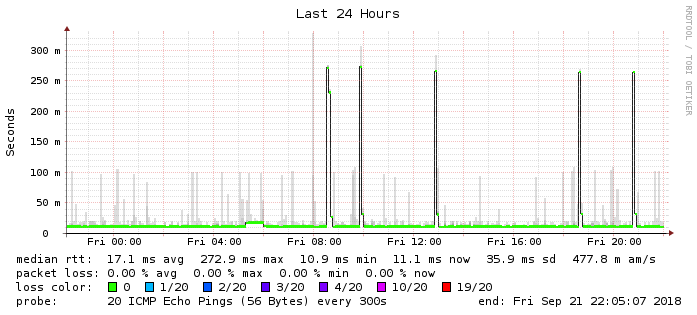 Last 24 Hours
RRDTOOL / TOBI OETIKER
Seconds
300 m
250 m
200 m
150 m
100 m
50 m
0
Fri 00:00 Fri 04:00 Fri 08:00 Fri 12:00 Fri 16:00 Fri 20:00
median rtt: 17.1 ms avg 272.9 ms max 10.9 ms min 11.1 ms now 35.9 ms sd 477.8 m am/s
packet loss: 0.00 % avg 0.00 % max 0.00 % min 0.00 % now
loss color: 0 1/20 2/20 3/20 4/20 10/20 19/20
probe: 20 ICMP Echo Pings (56 Bytes) every 300s end: Fri Sep 21 22:05:07 2018